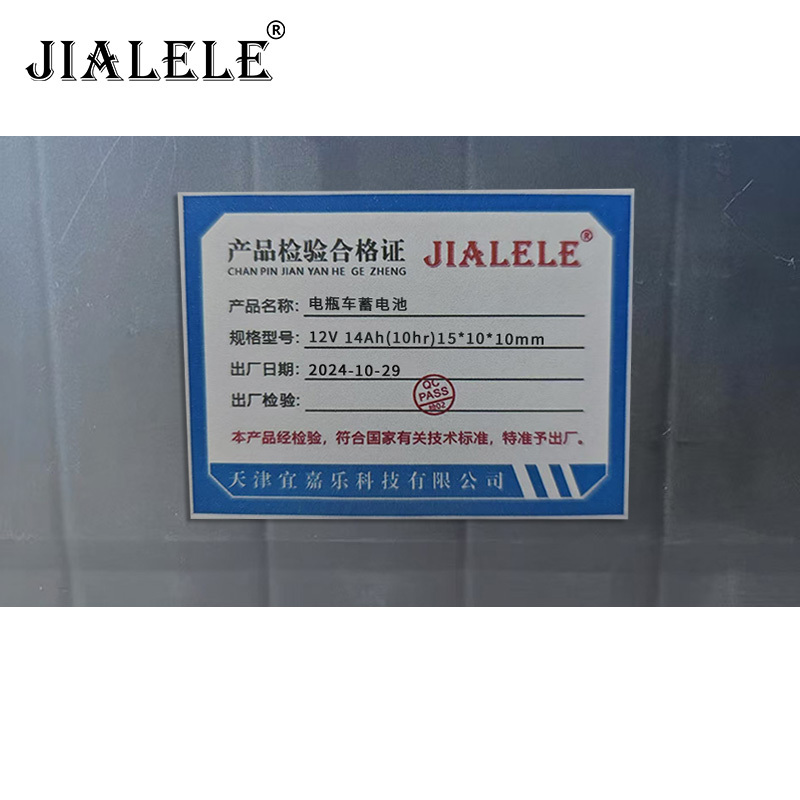 JIALELE®
产品检验合格证 JIALELE®
CHAN PIN JIAN YAN HE GE ZHENG
产品名称: 电瓶车蓄电池
规格型号: 12V 14Ah(10hr)15*10*10mm
出厂日期: 2024-10-29
出厂检验:
QC
PASS
M02
本产品经检验，符合国家有关技术标准，特准予出厂。
天津宜嘉乐科技有限公司